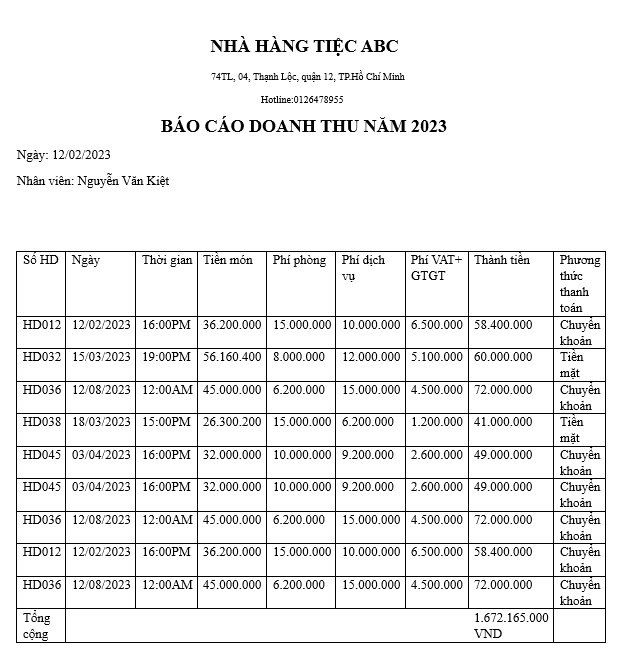 NHÀ HÀNG TIỆC ABC
74TL, 04, Thạnh Lộc, quận 12, TP.Hồ Chí Minh
Hotline:0126478955
BÁO CÁO DOANH THU NĂM 2023
Ngày: 12/02/2023
Nhân viên: Nguyễn Văn Kiệt
Số HD Ngày Thời gian Tiền món Phí phòng Phí dịch vụ Phí VAT+ GTGT Thành tiền Phương thức thanh toán
HD012 12/02/2023 16:00PM 36.200.000 15.000.000 10.000.000 6.500.000 58.400.000 Chuyển khoản
HD032 15/03/2023 19:00PM 56.160.400 8.000.000 12.000.000 5.100.000 60.000.000 Tiền mặt
HD036 12/08/2023 12:00AM 45.000.000 6.200.000 15.000.000 4.500.000 72.000.000 Chuyển khoản
HD038 18/03/2023 15:00PM 26.300.200 15.000.000 6.200.000 1.200.000 41.000.000 Tiền mặt
HD045 03/04/2023 16:00PM 32.000.000 10.000.000 9.200.000 2.600.000 49.000.000 Chuyển khoản
HD045 03/04/2023 16:00PM 32.000.000 10.000.000 9.200.000 2.600.000 49.000.000 Chuyển khoản
HD036 12/08/2023 12:00AM 45.000.000 6.200.000 15.000.000 4.500.000 72.000.000 Chuyển khoản
HD012 12/02/2023 16:00PM 36.200.000 15.000.000 10.000.000 6.500.000 58.400.000 Chuyển khoản
HD036 12/08/2023 12:00AM 45.000.000 6.200.000 15.000.000 4.500.000 72.000.000 Chuyển khoản
Tổng cộng 1.672.165.000 VND